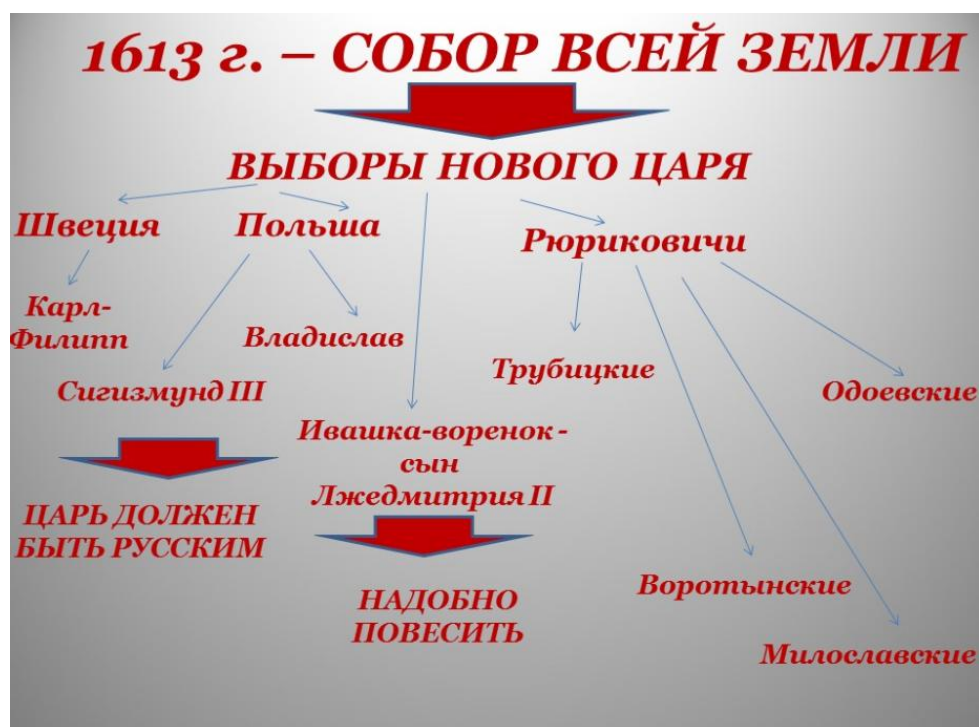 1613 г. – СОБОР ВСЕЙ ЗЕМЛИ
ВЫБОРЫ НОВОГО ЦАРЯ
Швеция
Польша
Рюриковичи
Карл-
Филипп
Владислав
Сигизмунд III
Трубицкие
Одоевские
Ивашка-воренок -
сын
Лжедмитрия II
ЦАРЬ ДОЛЖЕН
БЫТЬ РУССКИМ
НАДОБНО
ПОВЕСИТЬ
Воротынские
Милославские